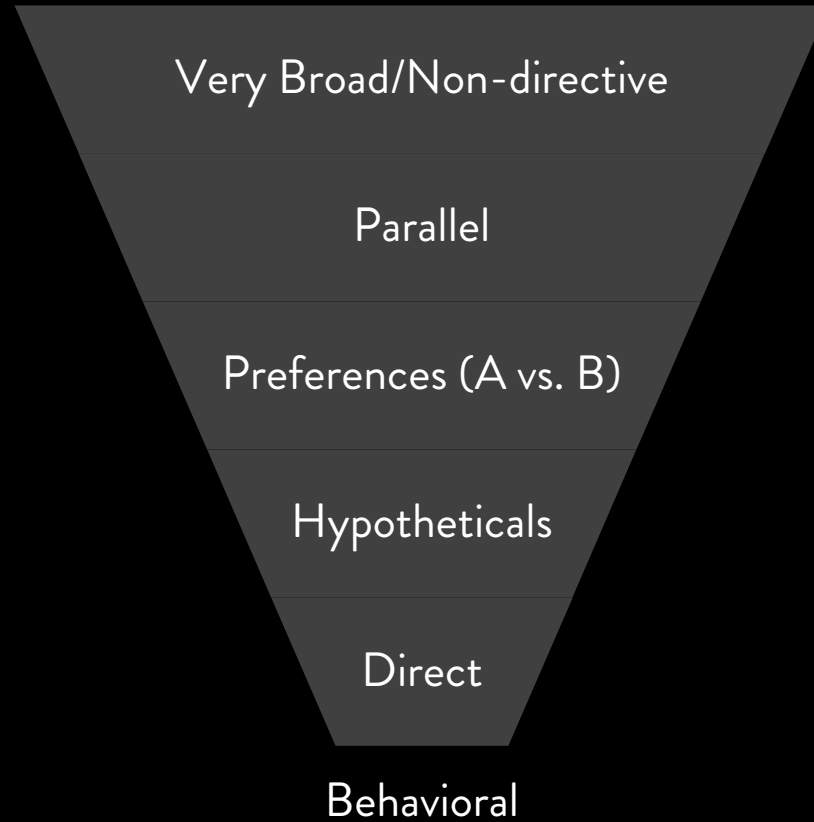 Very Broad/Non-directive
Parallel
Preferences (A vs. B)
Hypotheticals
Direct
Behavioral